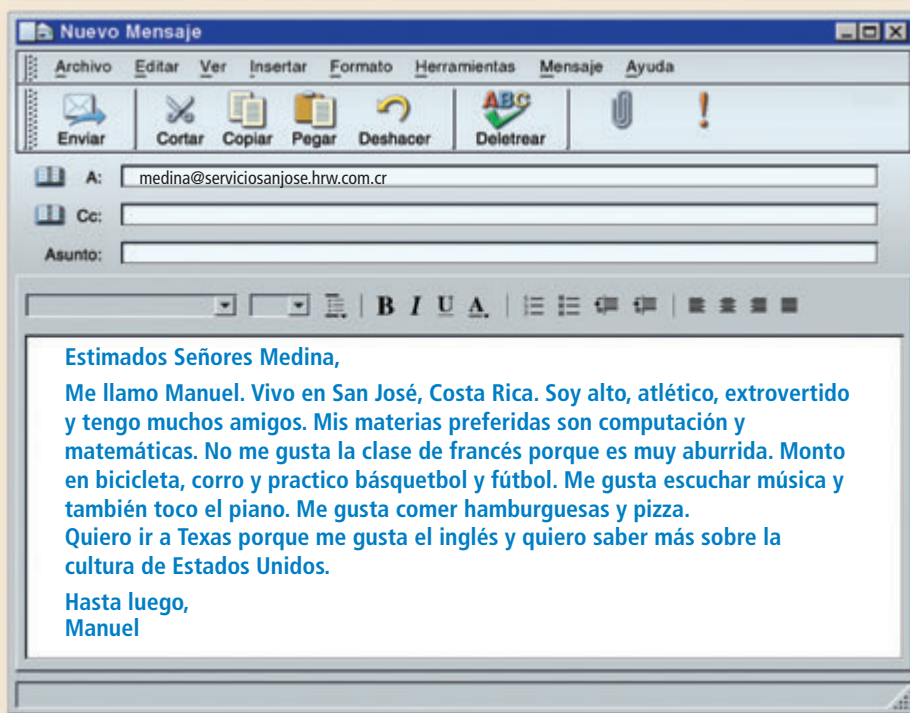 Nuevo Mensaje
Archivo Editar Ver Insertar Formato Herramientas Mensaje Ayuda
ABC
Enviar Cortar Copiar Pegar Deshacer Deletrear
A: medina@serviciosanjose.hrw.com.cr
Cc:
Asunto:
B I U A
Estimados Señores Medina,
Me llamo Manuel. Vivo en San José, Costa Rica. Soy alto, atlético, extrovertido
y tengo muchos amigos. Mis materias preferidas son computación y
matemáticas. No me gusta la clase de francés porque es muy aburrida. Monto
en bicicleta, corro y practico básquetbol y fútbol. Me gusta escuchar música y
también toco el piano. Me gusta comer hamburguesas y pizza.
Quiero ir a Texas porque me gusta el inglés y quiero saber más sobre la
cultura de Estados Unidos.
Hasta luego,
Manuel